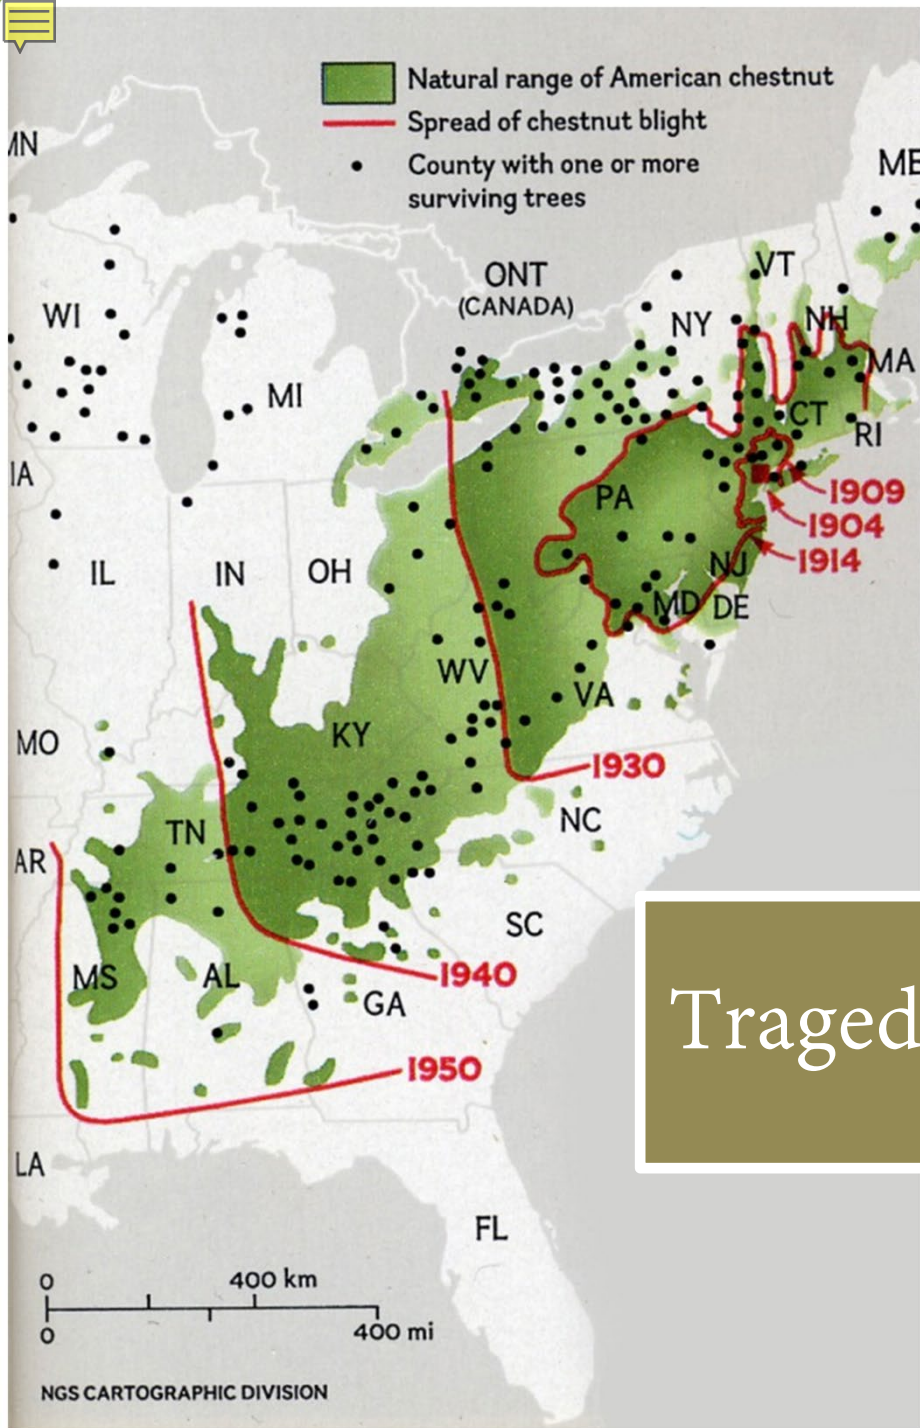 Natural range of American chestnut
Spread of chestnut blight
County with one or more
surviving trees
MN
ME
ONT
(CANADA)
VT
WI
NY
NH
MA
MI
CT
RI
IA
PA
1909
1904
1914
IL
IN
OH
NJ
MD
DE
WV
VA
KY
MO
1930
NC
TN
AR
SC
MS
AL
1940
GA
1950
LA
FL
Traged
0
400 km
0
400 mi
NGS CARTOGRAPHIC DIVISION